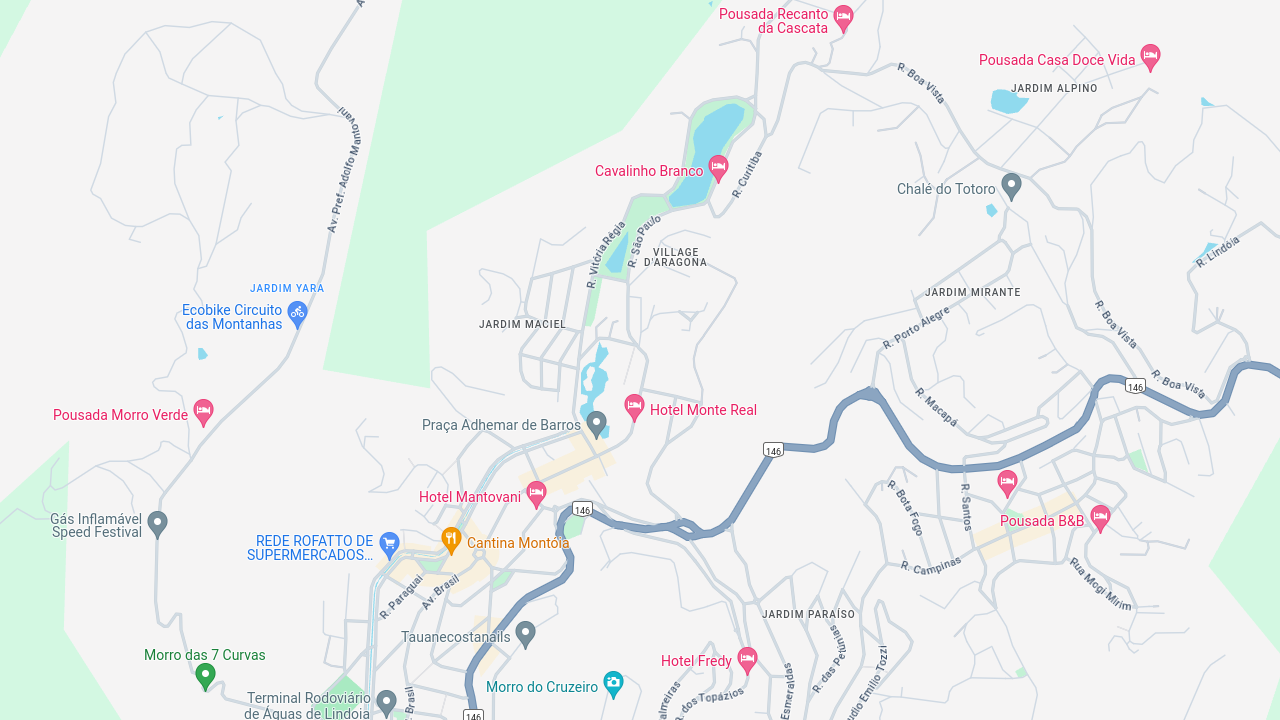 Pousada Recanto
da Cascata
Pousada Casa Doce Vida
R. Boa Vista
JARDIM ALPINO
Av. Pref. Adolfo Mantovani
Cavalinho Branco
R. Curitiba
Chalé do Totoro
R. Vitória Régia
R. São Paulo
VILLAGE
D'ARAGONA
R. Lindóia
JARDIM YARA
JARDIM MIRANTE
Ecobike Circuito
das Montanhas
JARDIM MACIEL
R. Porto Alegre
R. Boa Vista
146
R. Boa Vista
Pousada Morro Verde
Hotel Monte Real
R. Macapá
Praça Adhemar de Barros
146
Hotel Mantovani
146
R. Bota Fogo
R. Santos
Pousada B&B
Gás Inflamável
Speed Festival
REDE ROFATTO DE
SUPERMERCADOS…
Cantina Montóia
R. Campinas
R. Paraguai
Av. Brasil
Rua Mogi Mirim
JARDIM PARAÍSO
Tauanecostanails
Morro das 7 Curvas
Hotel Fredy
R. das Petúnias
Morro do Cruzeiro
R. dos Topázios
Terminal Rodoviário
de Águas de Lindoia
Brasil
146